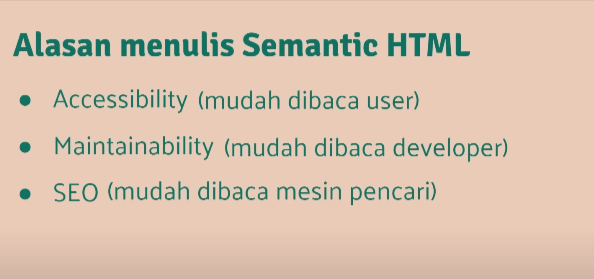 Alasan menulis Semantic HTML
• Accessibility (mudah dibaca user)
• Maintainability (mudah dibaca developer)
• SEO (mudah dibaca mesin pencari)